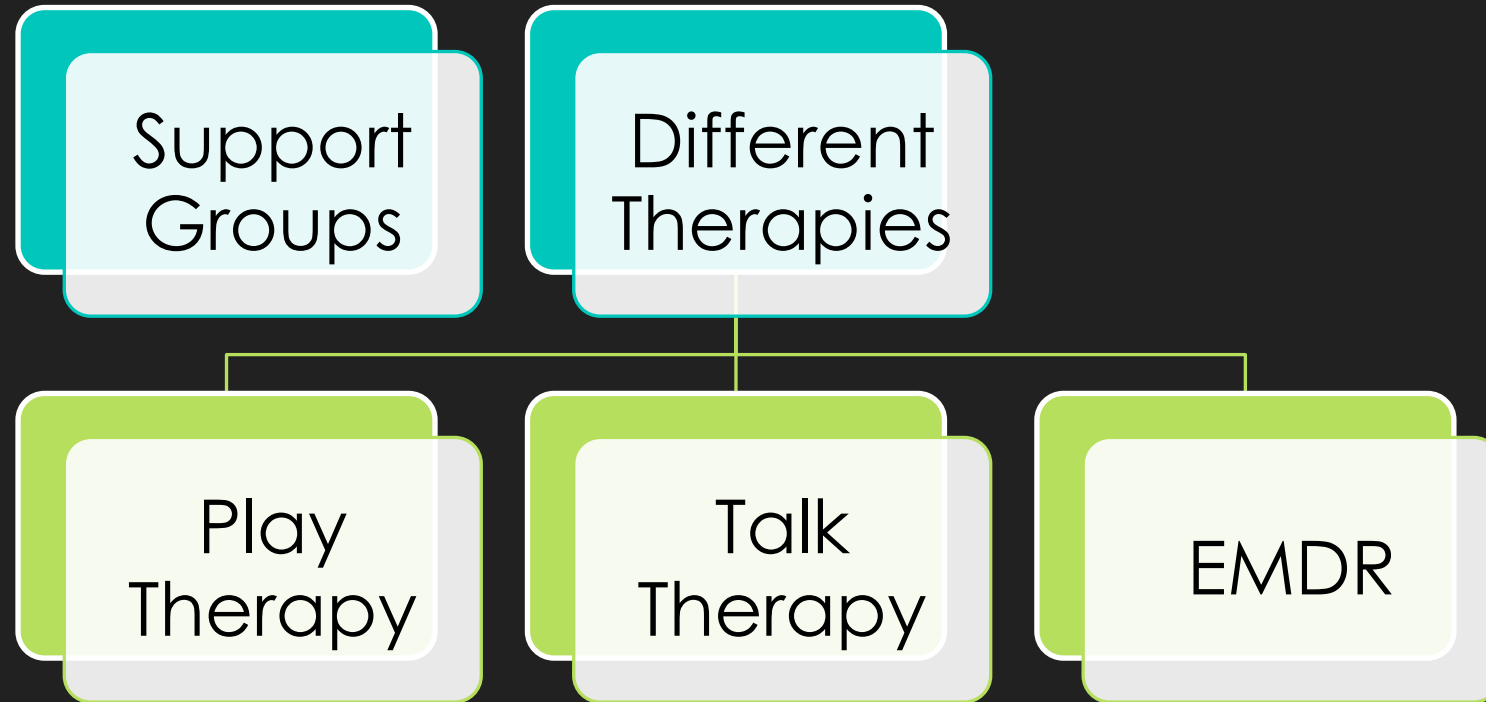 Support
Groups
Different
Therapies
Play
Therapy
Talk
Therapy
EMDR